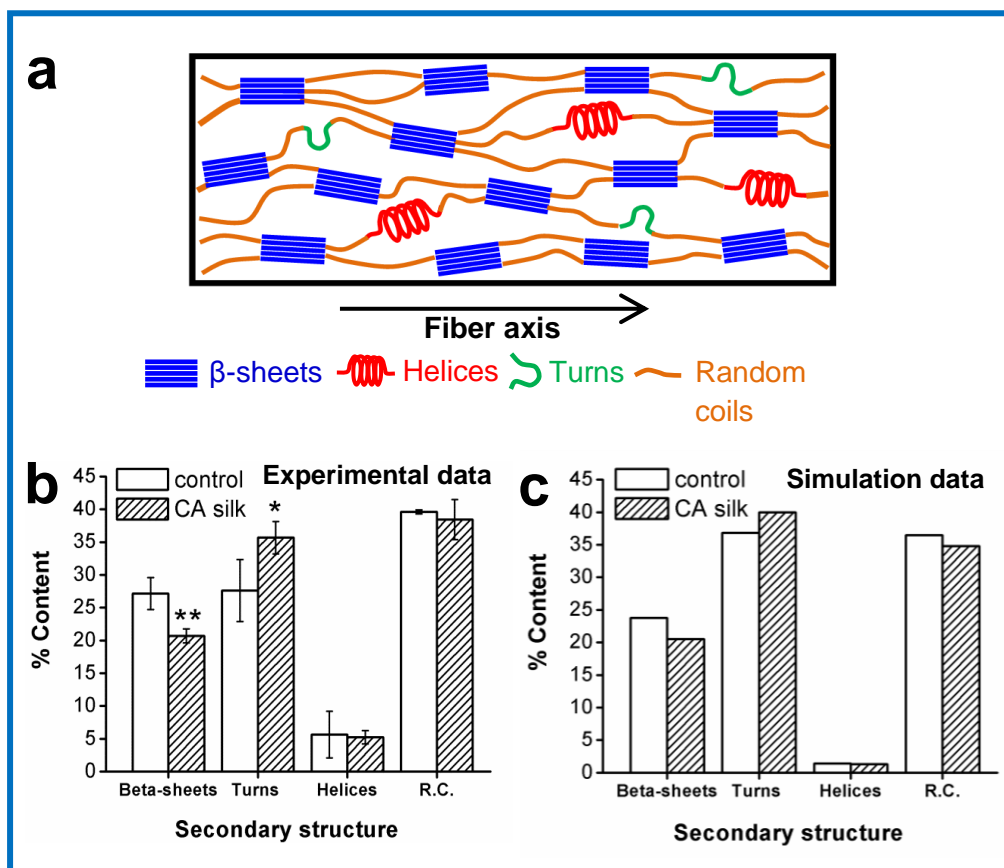 a
Fiber axis
β-sheets Helices Turns Random
coils
b
control
CA silk
Experimental data
45
40
35
30
25
20
15
10
5
0
% Content
*
**
Beta-sheets Turns Helices R.C.
Secondary structure
c
control
CA silk
Simulation data
45
40
35
30
25
20
15
10
5
0
% Content
Beta-sheets Turns Helices R.C.
Secondary structure